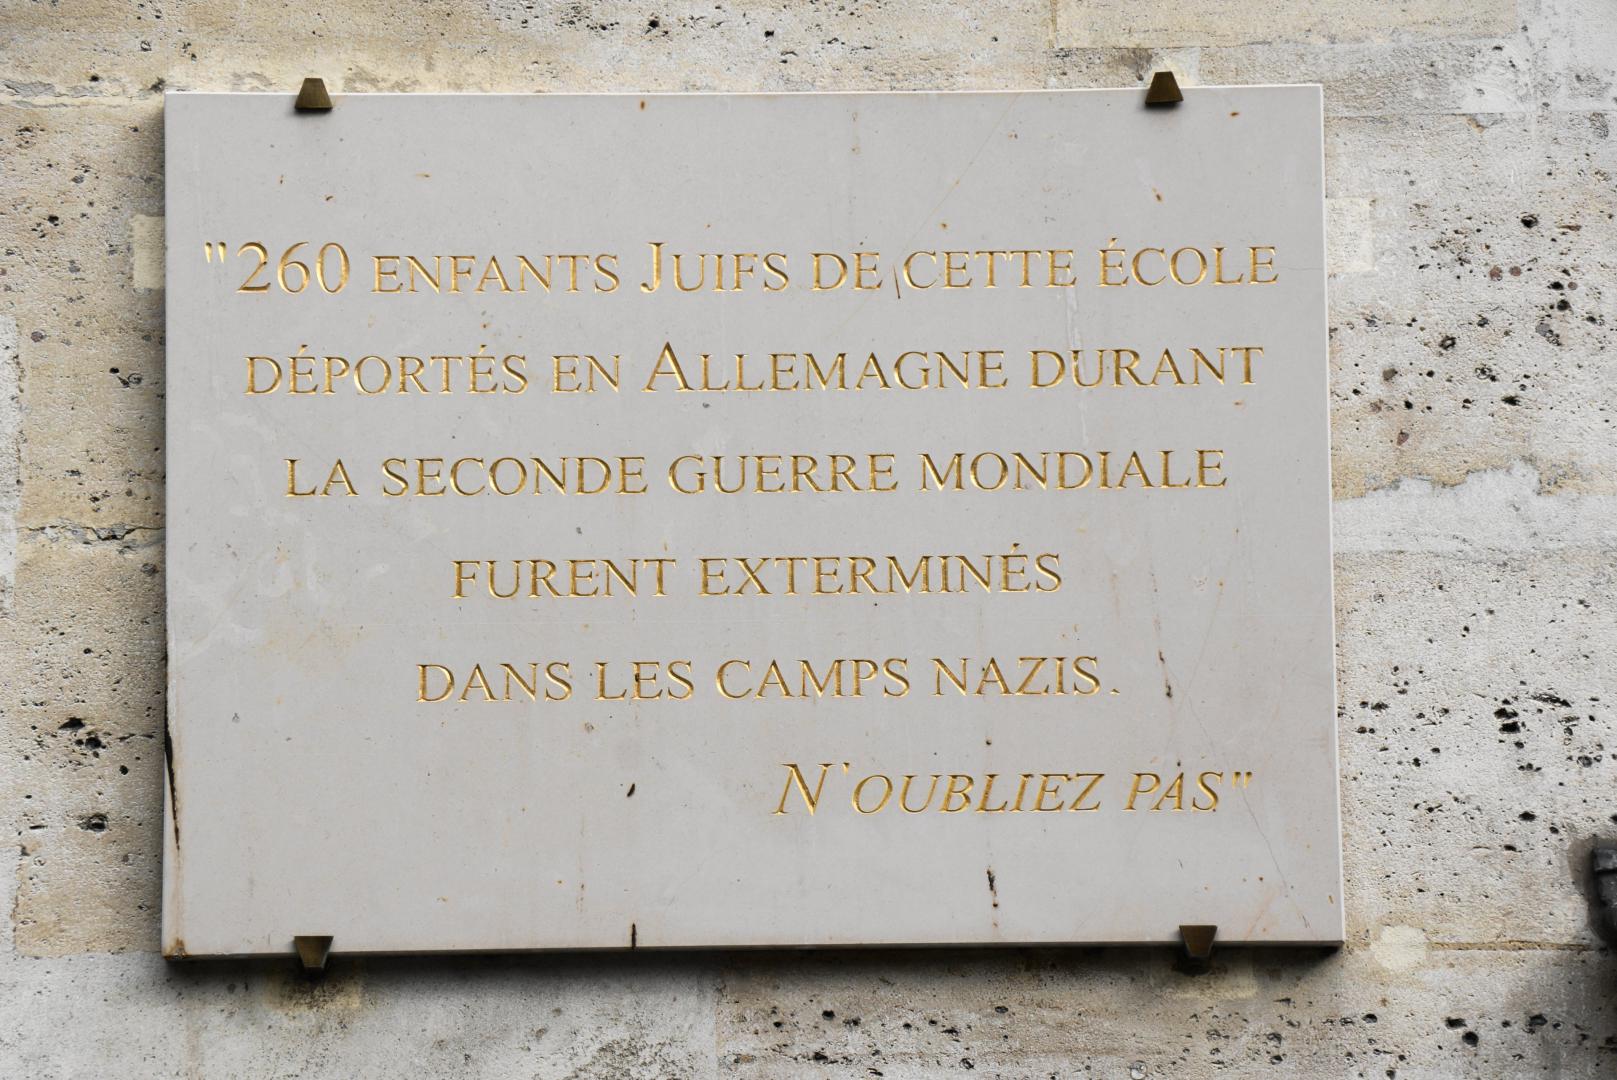 "260 ENFANTS JUIFS DE CETTE ÉCOLE
DÉPORTÉS EN ALLEMAGNE DURANT
LA SECONDE GUERRE MONDIALE
FURENT EXTERMINÉS
DANS LES CAMPS NAZIS.
N'OUBLIEZ PAS"